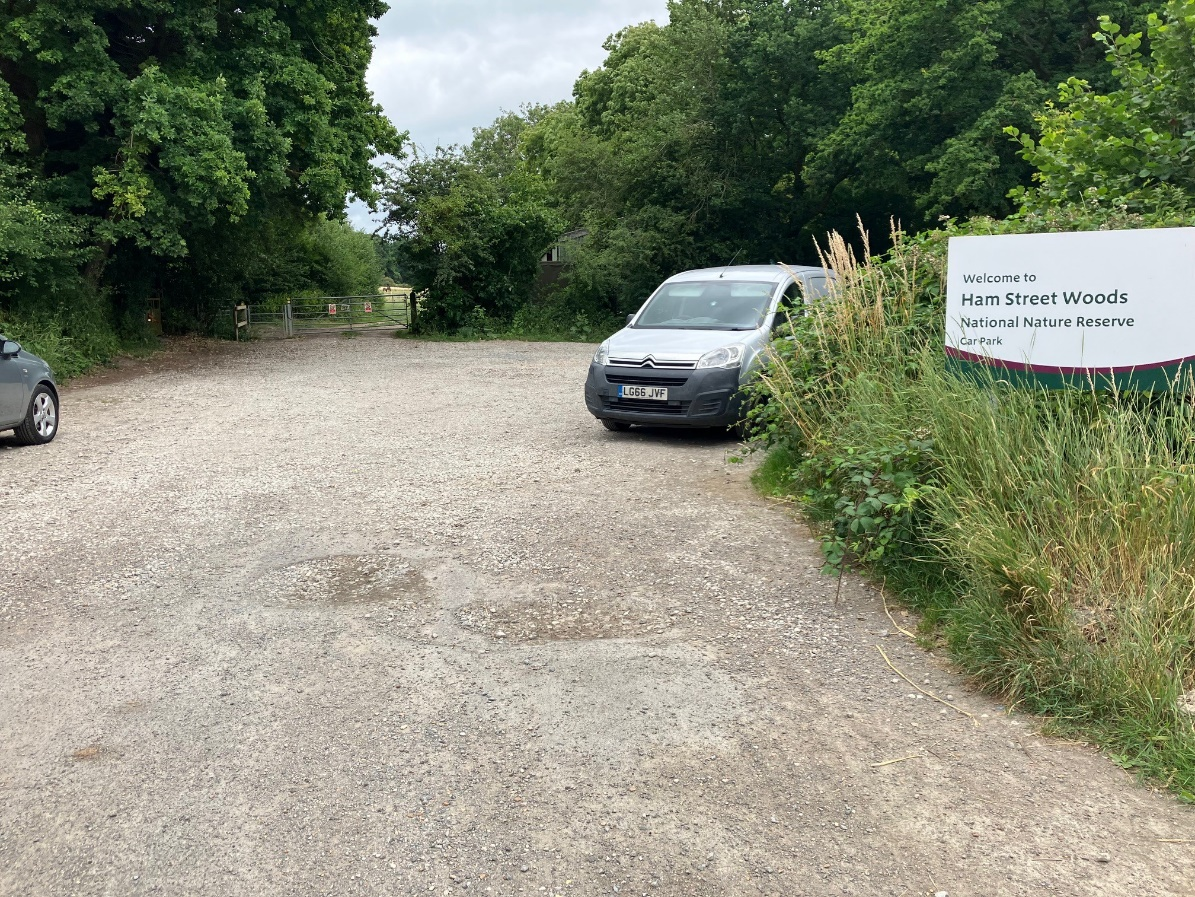 Welcome to
Ham Street Woods
National Nature Reserve
Car Park
LG66 JVF